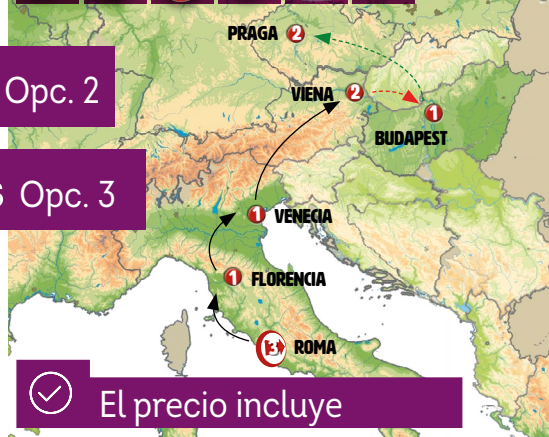 PRAGA 2
Opc. 2
VIENA 2
1
BUDAPEST
S Opc. 3
1 VENECIA
1 FLORENCIA
3 ROMA
El precio incluye